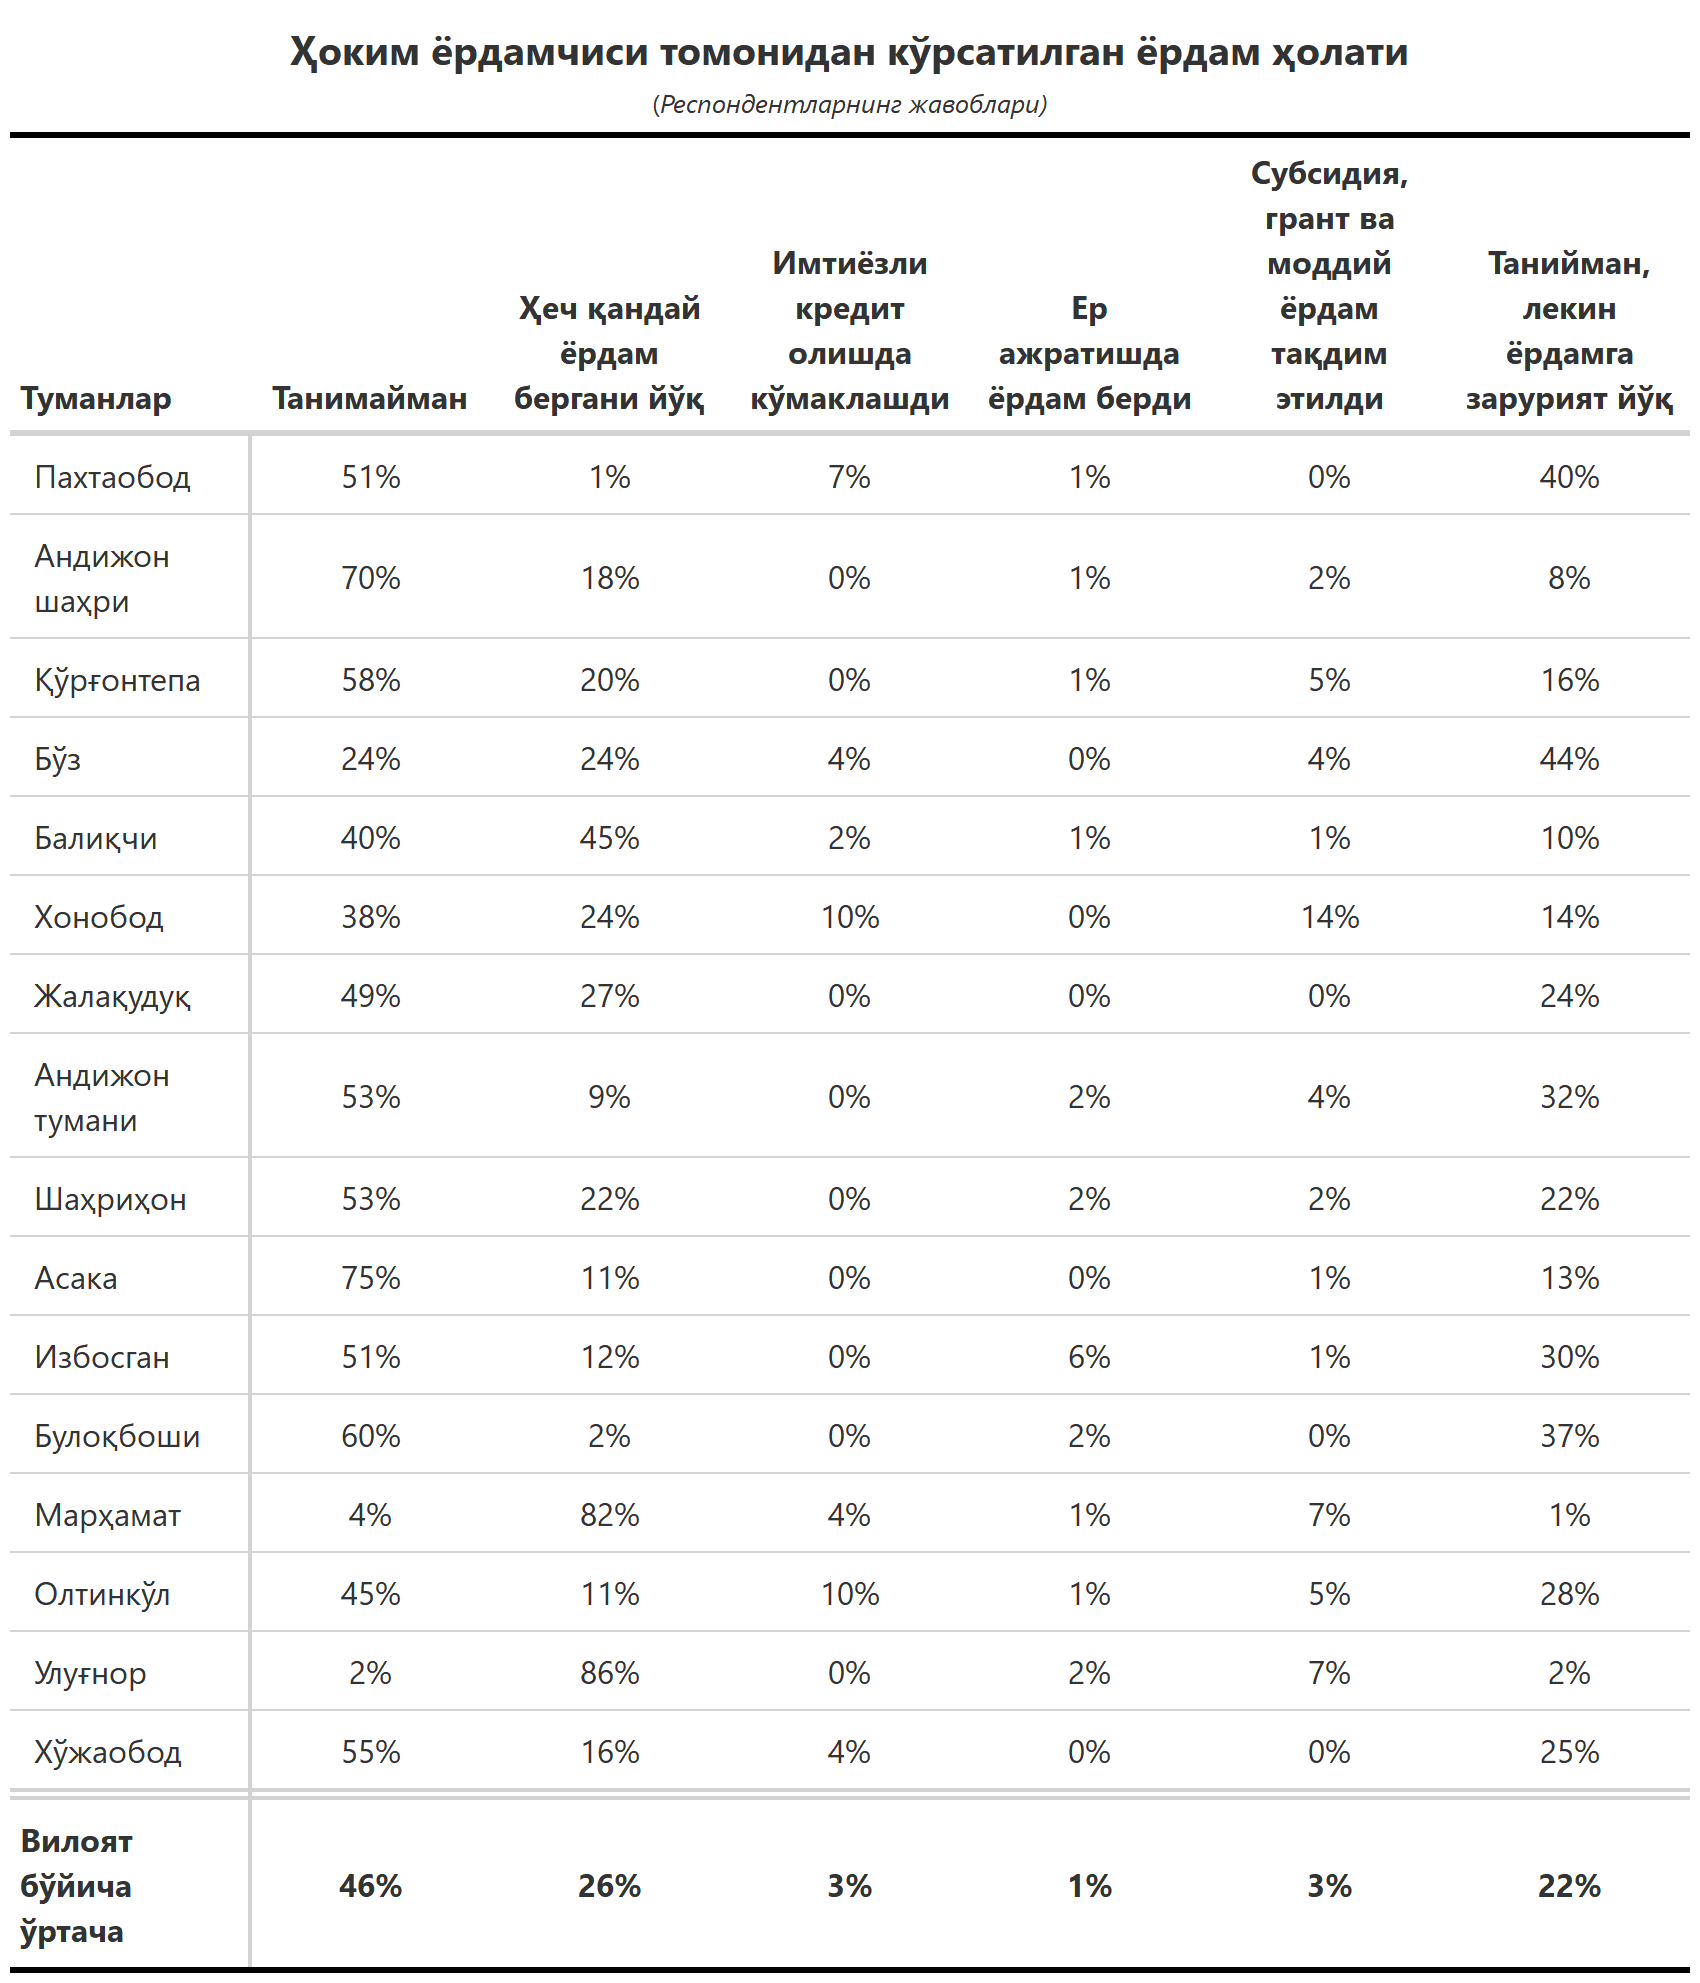 Ҳоким ёрдамчиси томонидан кўрсатилган ёрдам ҳолати
(Респондентларнинг жавоблари)
Туманлар Танимайман Ҳеч қандай ёрдам бергани йўқ Имтиёзли кредит олишда кўмаклашди Ер ажратишда ёрдам берди Субсидия, грант ва моддий ёрдам тақдим этилди Танийман, лекин ёрдамга зарурият йўқ
Пахтаобод 51% 1% 7% 1% 0% 40%
Андижон шаҳри 70% 18% 0% 1% 2% 8%
Қўрғонтепа 58% 20% 0% 1% 5% 16%
Бўз 24% 24% 4% 0% 4% 44%
Балиқчи 40% 45% 2% 1% 1% 10%
Хонобод 38% 24% 10% 0% 14% 14%
Жалақудуқ 49% 27% 0% 0% 0% 24%
Андижон тумани 53% 9% 0% 2% 4% 32%
Шаҳриҳон 53% 22% 0% 2% 2% 22%
Асака 75% 11% 0% 0% 1% 13%
Избосган 51% 12% 0% 6% 1% 30%
Булоқбоши 60% 2% 0% 2% 0% 37%
Марҳамат 4% 82% 4% 1% 7% 1%
Олтинкўл 45% 11% 10% 1% 5% 28%
Улуғнор 2% 86% 0% 2% 7% 2%
Хўжаобод 55% 16% 4% 0% 0% 25%
Вилоят бўйича ўртача 46% 26% 3% 1% 3% 22%